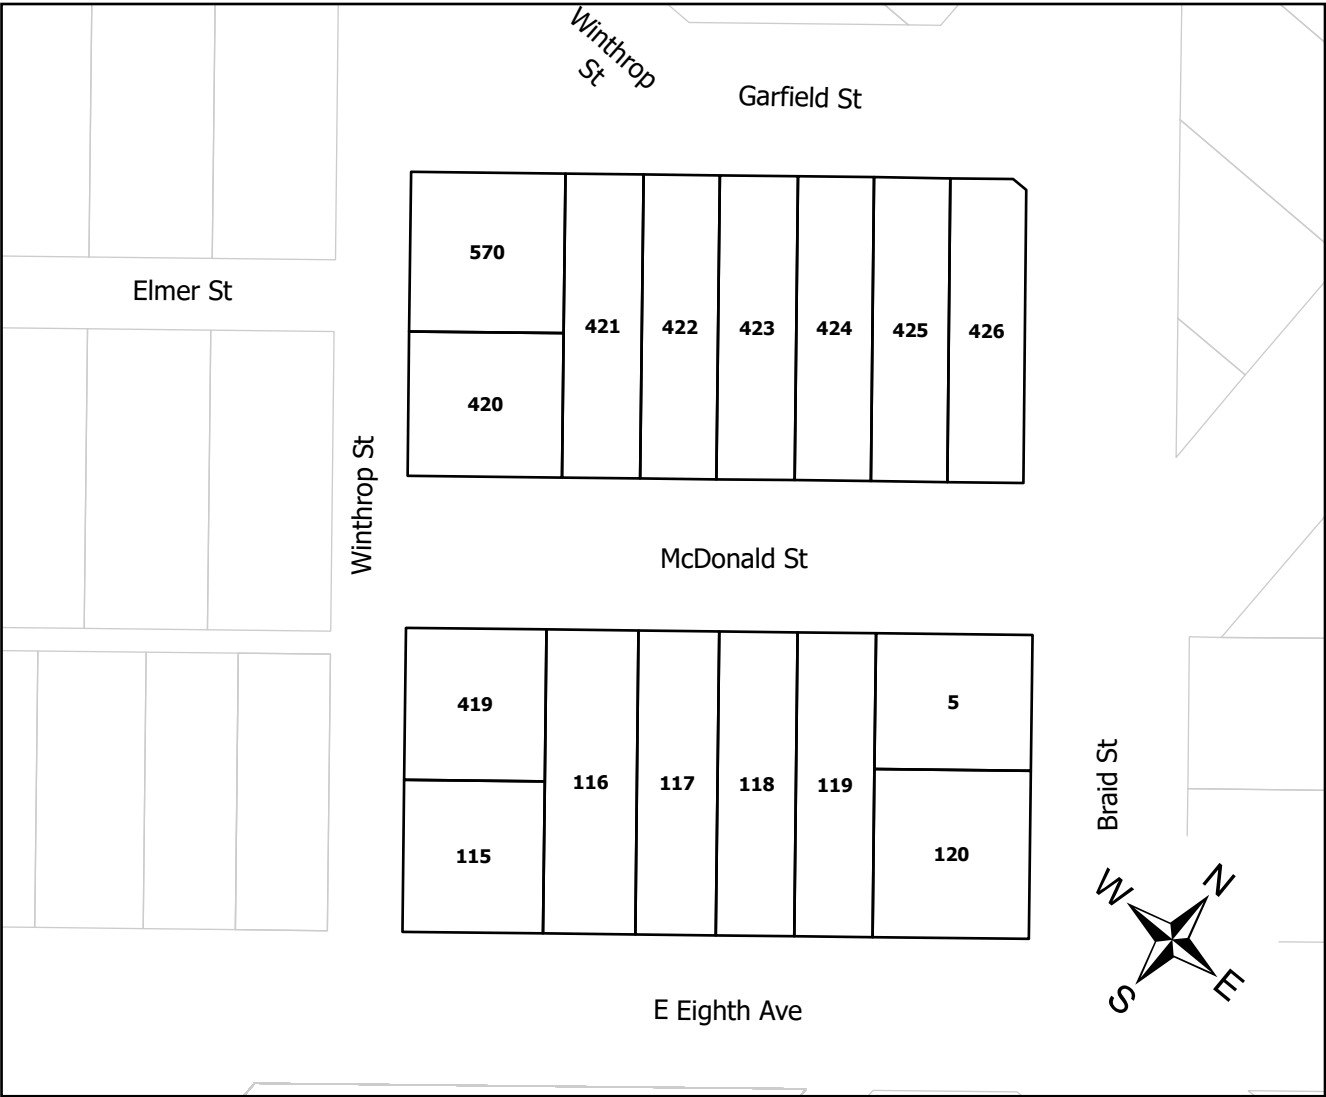 Winthrop
St
Garfield St
570
Elmer St
421
422
423
424
425
426
420
Winthrop St
McDonald St
419
5
116
117
118
119
Braid St
115
120
W
N
S
E
E Eighth Ave